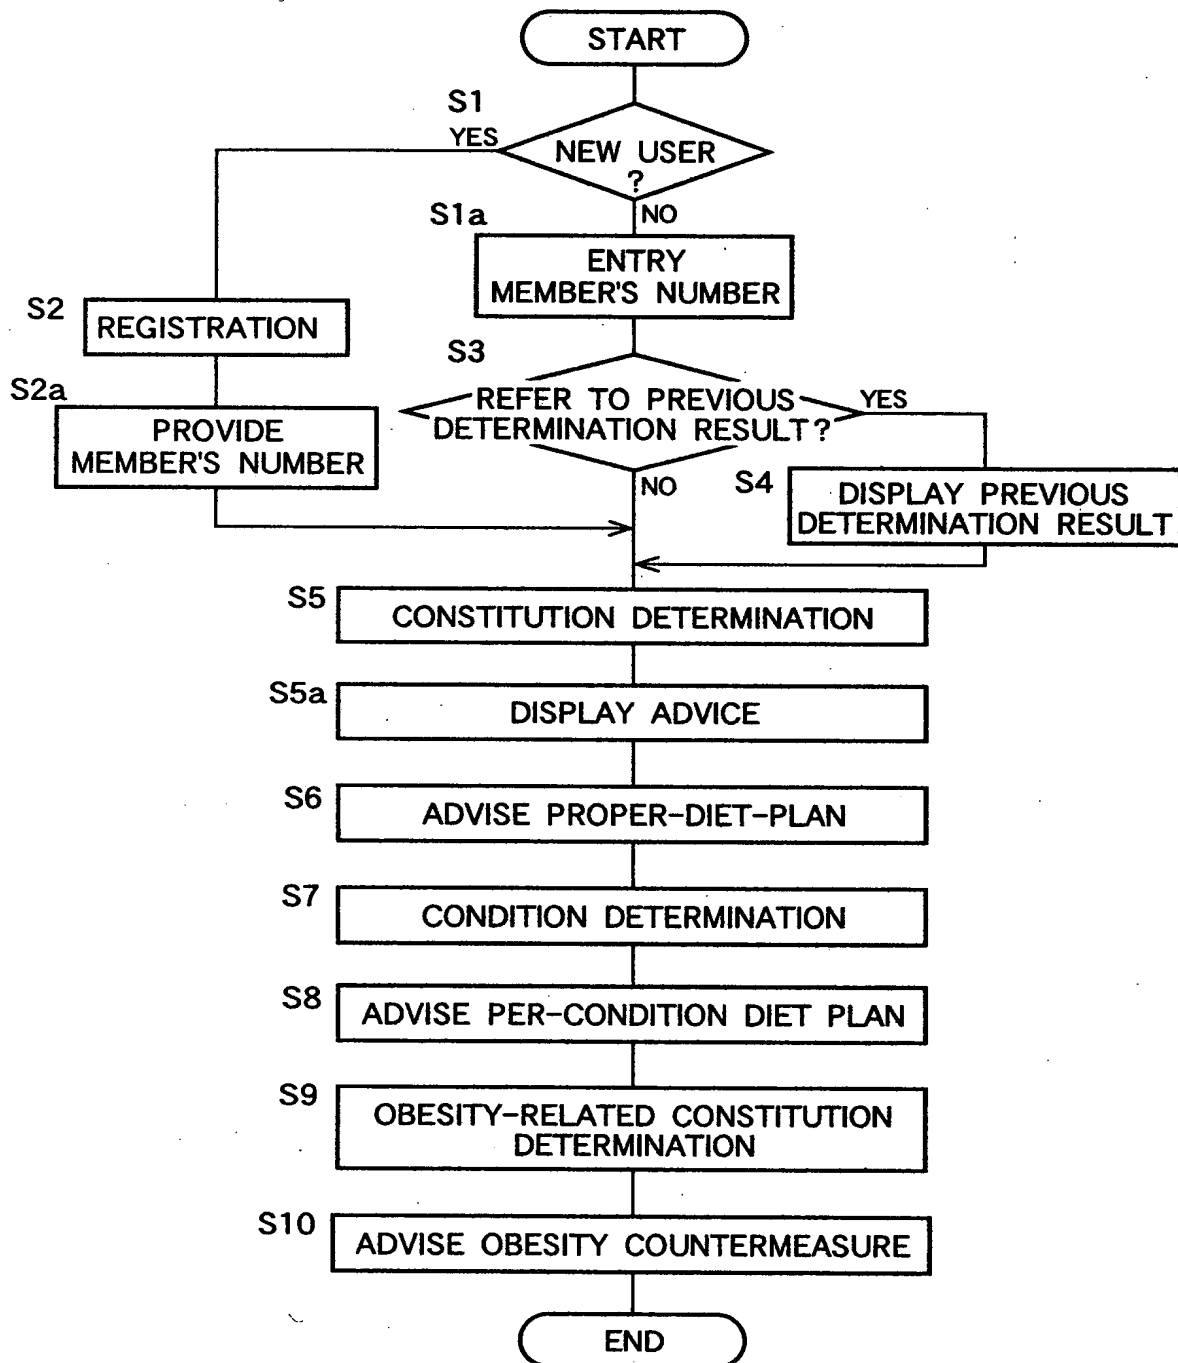 START
S1
YES
NEW USER
?
NO
S1a
ENTRY
MEMBER'S NUMBER
S2
REGISTRATION
S2a
PROVIDE
MEMBER'S NUMBER
S3
REFER TO PREVIOUS
DETERMINATION RESULT?
YES
NO
S4
DISPLAY PREVIOUS
DETERMINATION RESULT
S5
CONSTITUTION DETERMINATION
S5a
DISPLAY ADVICE
S6
ADVISE PROPER-DIET-PLAN
S7
CONDITION DETERMINATION
S8
ADVISE PER-CONDITION DIET PLAN
S9
OBESITY-RELATED CONSTITUTION
DETERMINATION
S10
ADVISE OBESITY COUNTERMEASURE
END